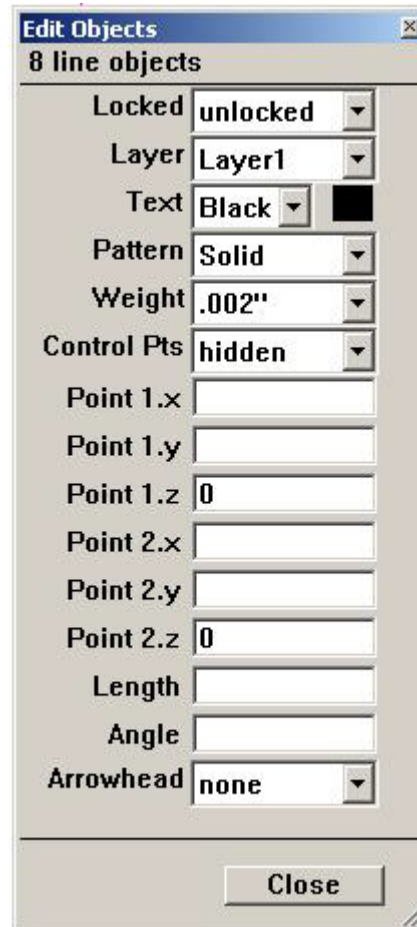 Edit Objects
8 line objects
Locked unlocked
Layer Layer1
Text Black
Pattern Solid
Weight .002"
Control Pts hidden
Point 1.x
Point 1.y
Point 1.z 0
Point 2.x
Point 2.y
Point 2.z 0
Length
Angle
Arrowhead none
Close